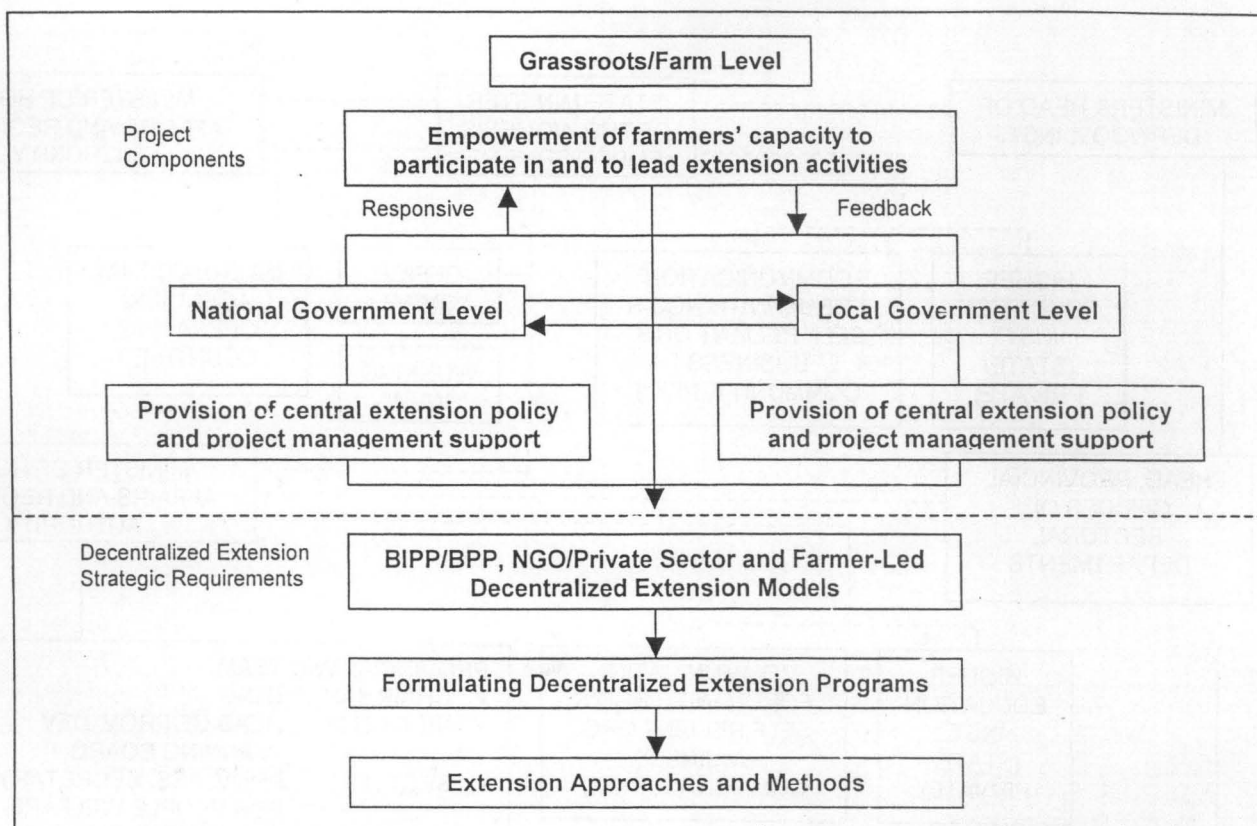 Grassroots/Farm Level
Project
Components
Empowerment of farnmers' capacity to
participate in and to lead extension activities
Responsive
Feedback
National Government Level
Local Government Level
Provision of central extension policy
and project management support
Provision of central extension policy
and project management support
Decentralized Extension
Strategic Requirements
BIPP/BPP, NGO/Private Sector and Farmer-Led
Decentralized Extension Models
Formulating Decentralized Extension Programs
Extension Approaches and Methods